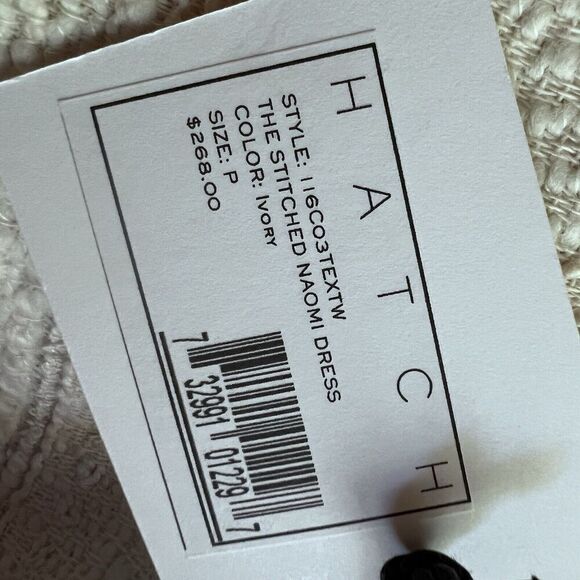 HATCH
STYLE: 116C03TEXTW
THE STITCHED NAOMI DRESS
COLOR: IVORY
SIZE: P
$268.00
7 32991 01229 7